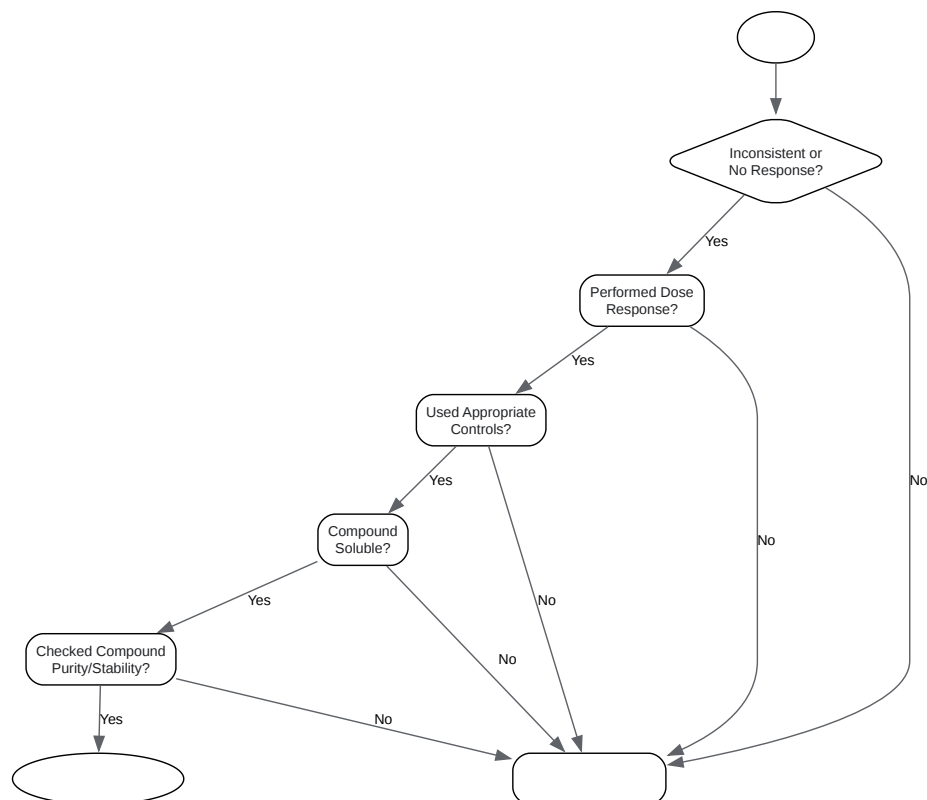 Inconsistent or
No Response?
Yes
Performed Dose
Response?
Yes
Used Appropriate
Controls?
Yes
No
Compound
Soluble?
No
Yes
No
No
Checked Compound
Purity/Stability?
Yes
No